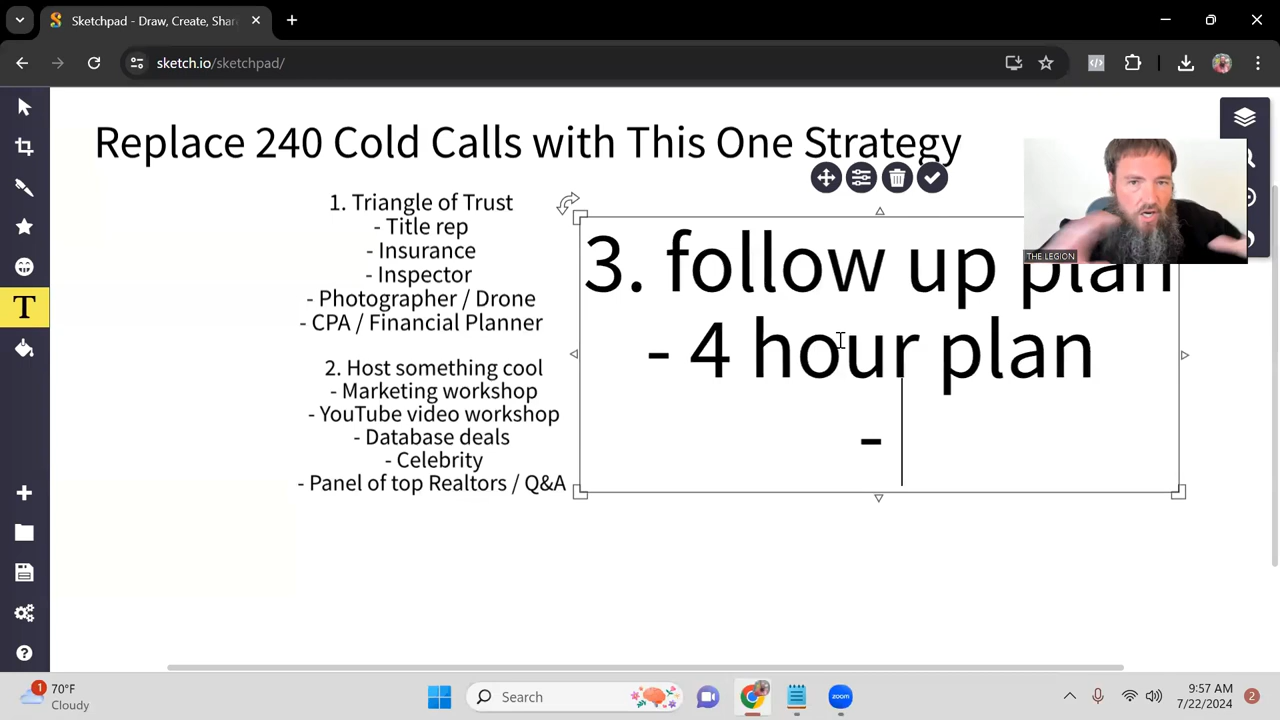 Sketchpad - Draw, Create, Shar
sketch.io/sketchpad/
Replace 240 Cold Calls with This One Strategy
1. Triangle of Trust
- Title rep
- Insurance
- Inspector
- Photographer / Drone
- CPA / Financial Planner
2. Host something cool
- Marketing workshop
- YouTube video workshop
- Database deals
- Celebrity
- Panel of top Realtors / Q&A
3. follow up plan
- 4 hour plan
-
THE LEGION
T
1
70°F
Cloudy
Search
zoom
9:57 AM
7/22/2024
2